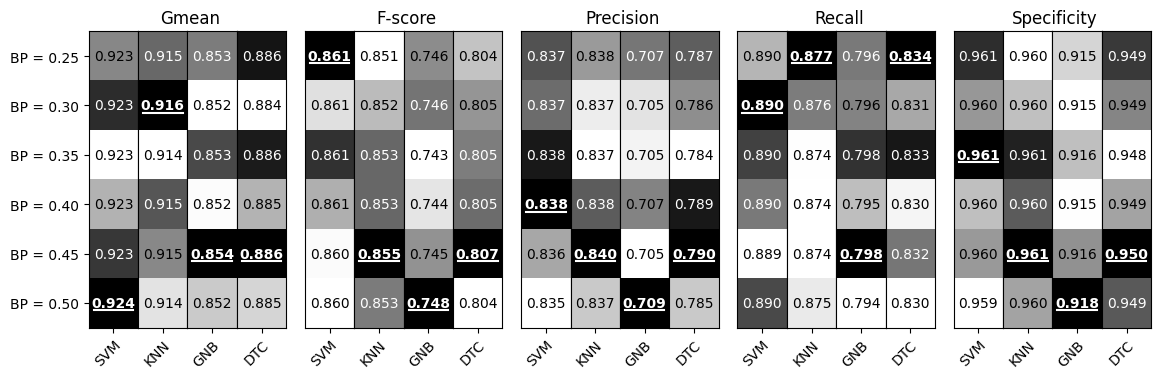 Gmean F-score Precision Recall Specificity
BP = 0.25 0.923 0.915 0.853 0.886 0.861 0.851 0.746 0.804 0.837 0.838 0.707 0.787 0.890 0.877 0.796 0.834 0.961 0.960 0.915 0.949
BP = 0.30 0.923 0.916 0.852 0.884 0.861 0.852 0.746 0.805 0.837 0.837 0.705 0.786 0.890 0.876 0.796 0.831 0.960 0.960 0.915 0.949
BP = 0.35 0.923 0.914 0.853 0.886 0.861 0.853 0.743 0.805 0.838 0.837 0.705 0.784 0.890 0.874 0.798 0.833 0.961 0.961 0.916 0.948
BP = 0.40 0.923 0.915 0.852 0.885 0.861 0.853 0.744 0.805 0.838 0.838 0.707 0.789 0.890 0.874 0.795 0.830 0.960 0.960 0.915 0.949
BP = 0.45 0.923 0.915 0.854 0.886 0.860 0.855 0.745 0.807 0.836 0.840 0.705 0.790 0.889 0.874 0.798 0.832 0.960 0.961 0.916 0.950
BP = 0.50 0.924 0.914 0.852 0.885 0.860 0.853 0.748 0.804 0.835 0.837 0.709 0.785 0.890 0.875 0.794 0.830 0.959 0.960 0.918 0.949
SVM KNN GNB DTC SVM KNN GNB DTC SVM KNN GNB DTC SVM KNN GNB DTC SVM KNN GNB DTC